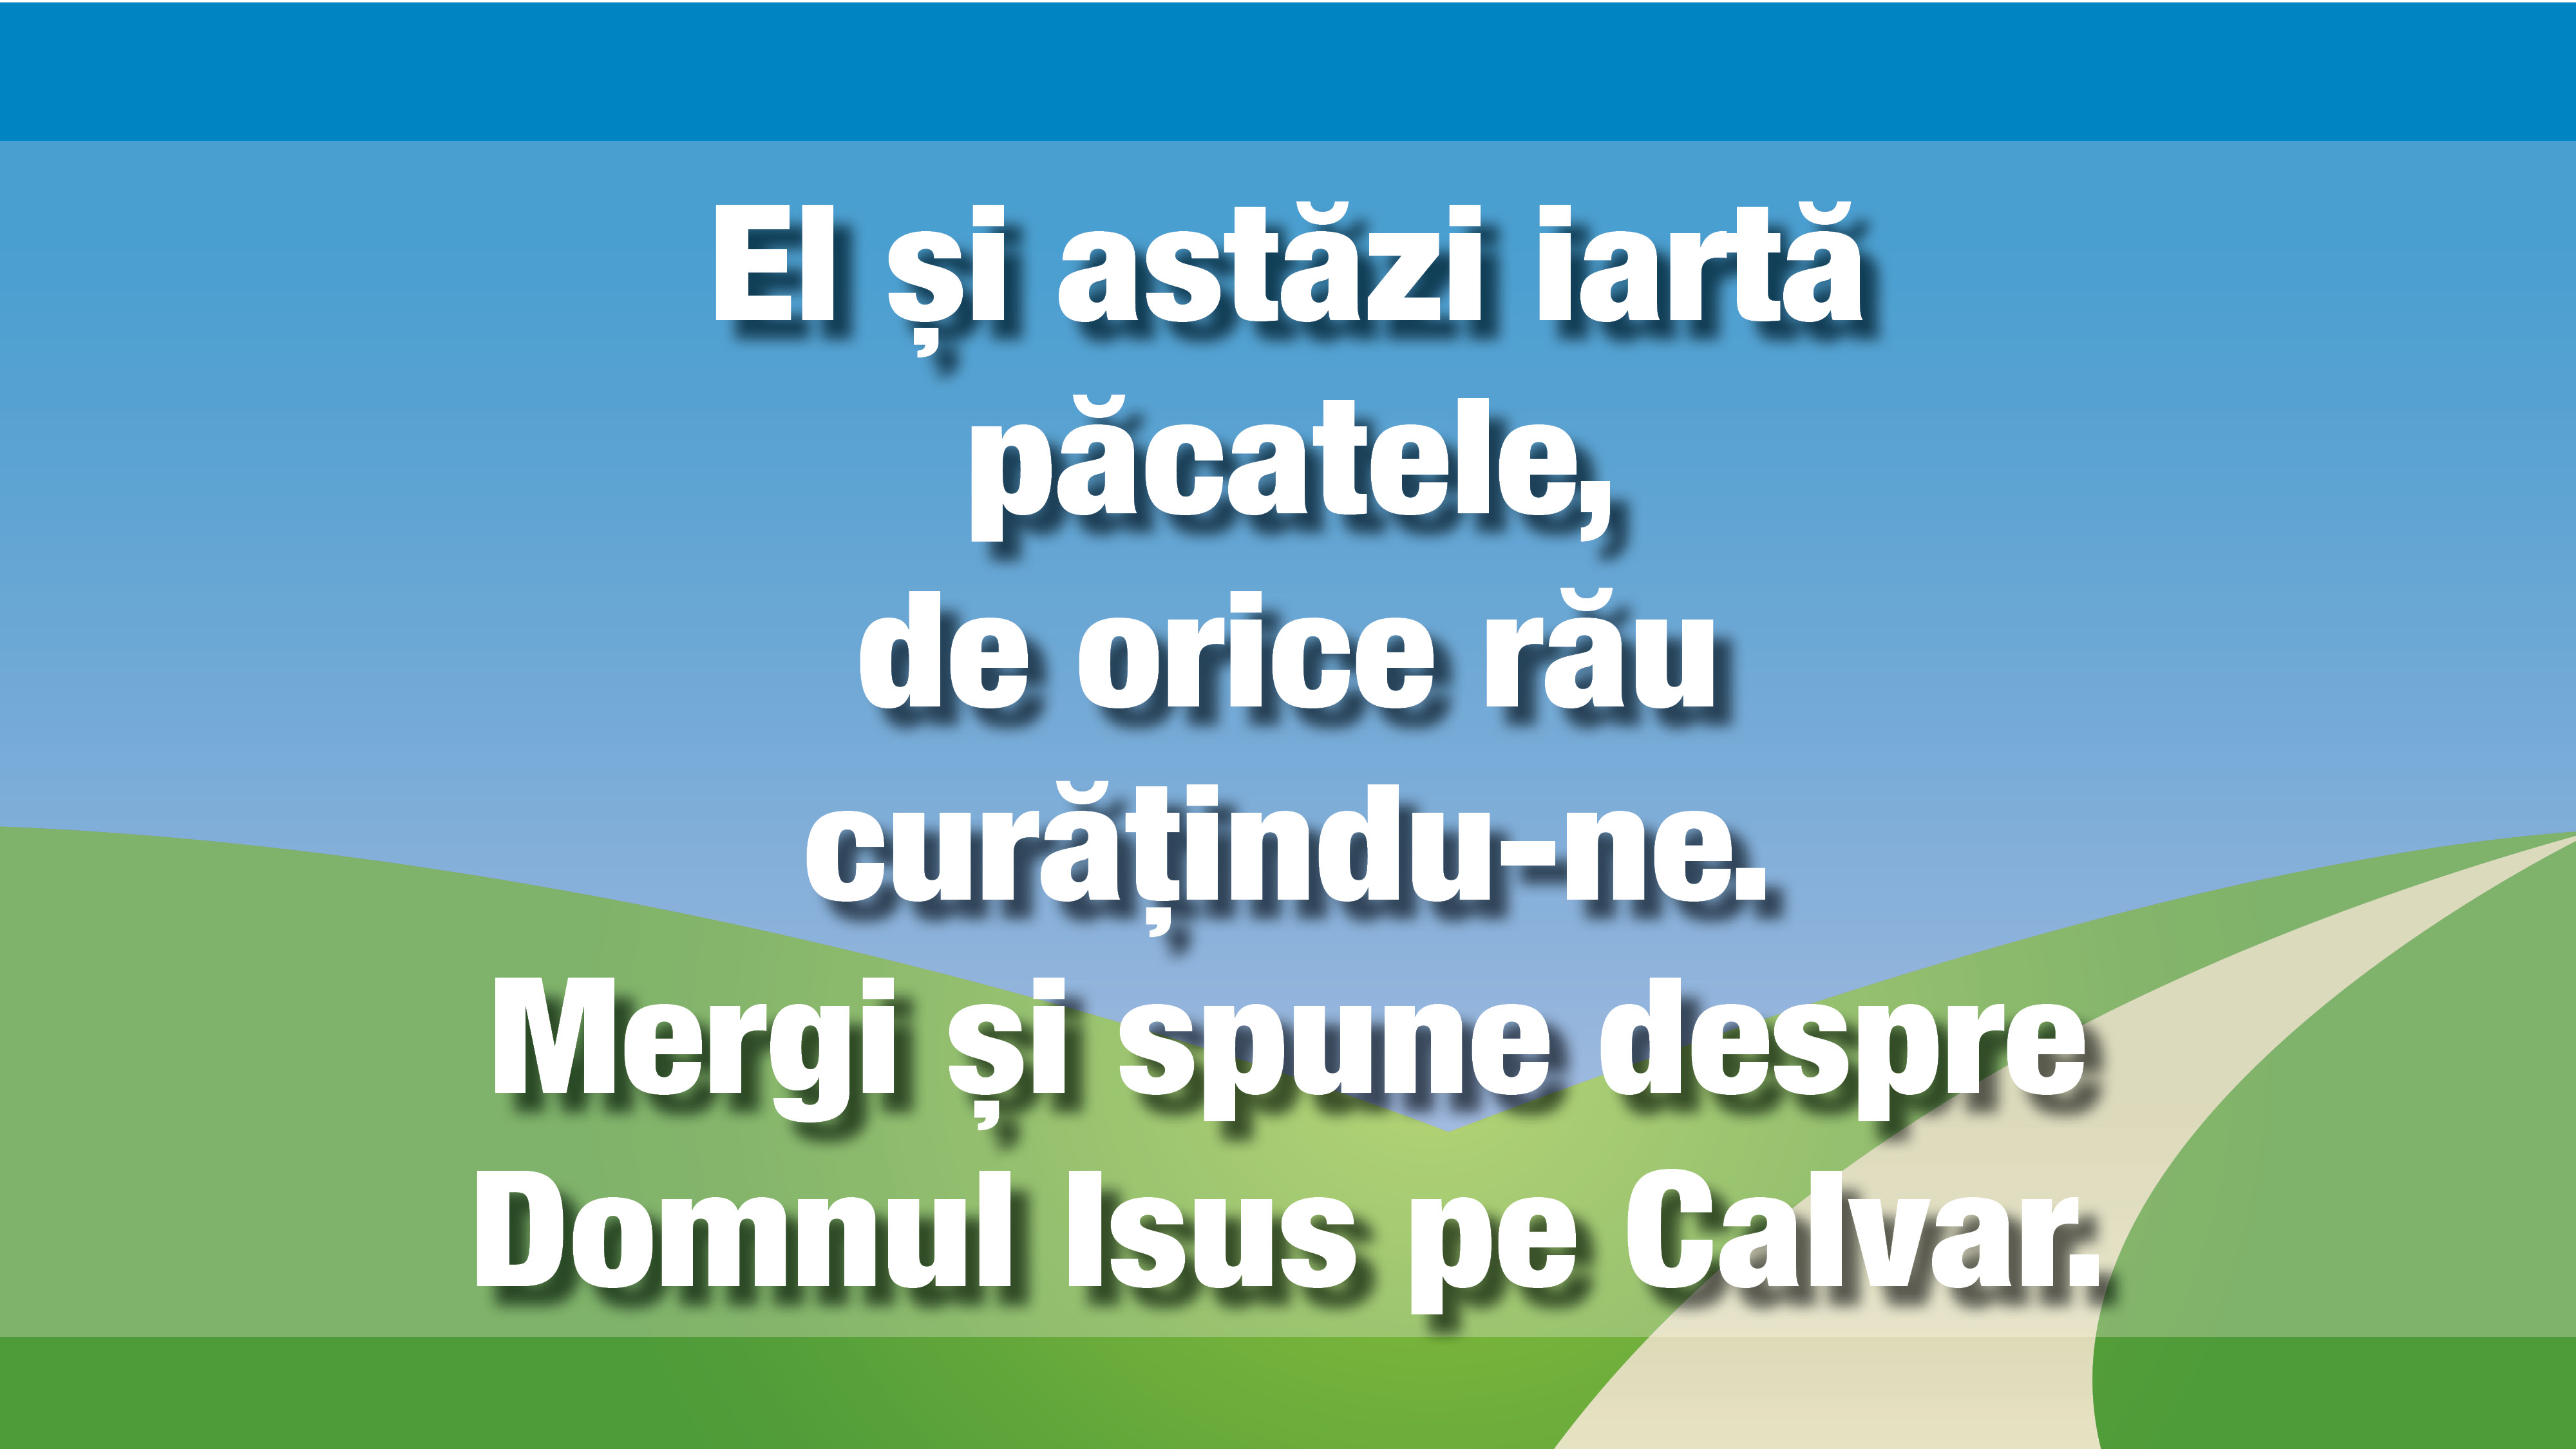 El și astăzi iartă
păcatele,
de orice rău
curățindu-ne.
Mergi și spune despre
Domnul Isus pe Calvar.